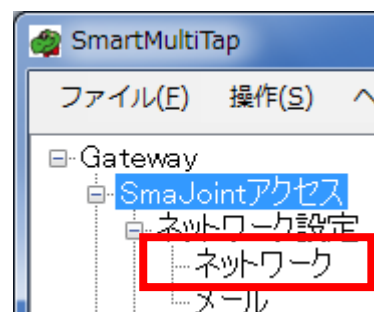 SmartMultiTap
ファイル(F) 操作(S)
Gateway
SmaJointアクセス
ネットワーク設定
ネットワーク
メール